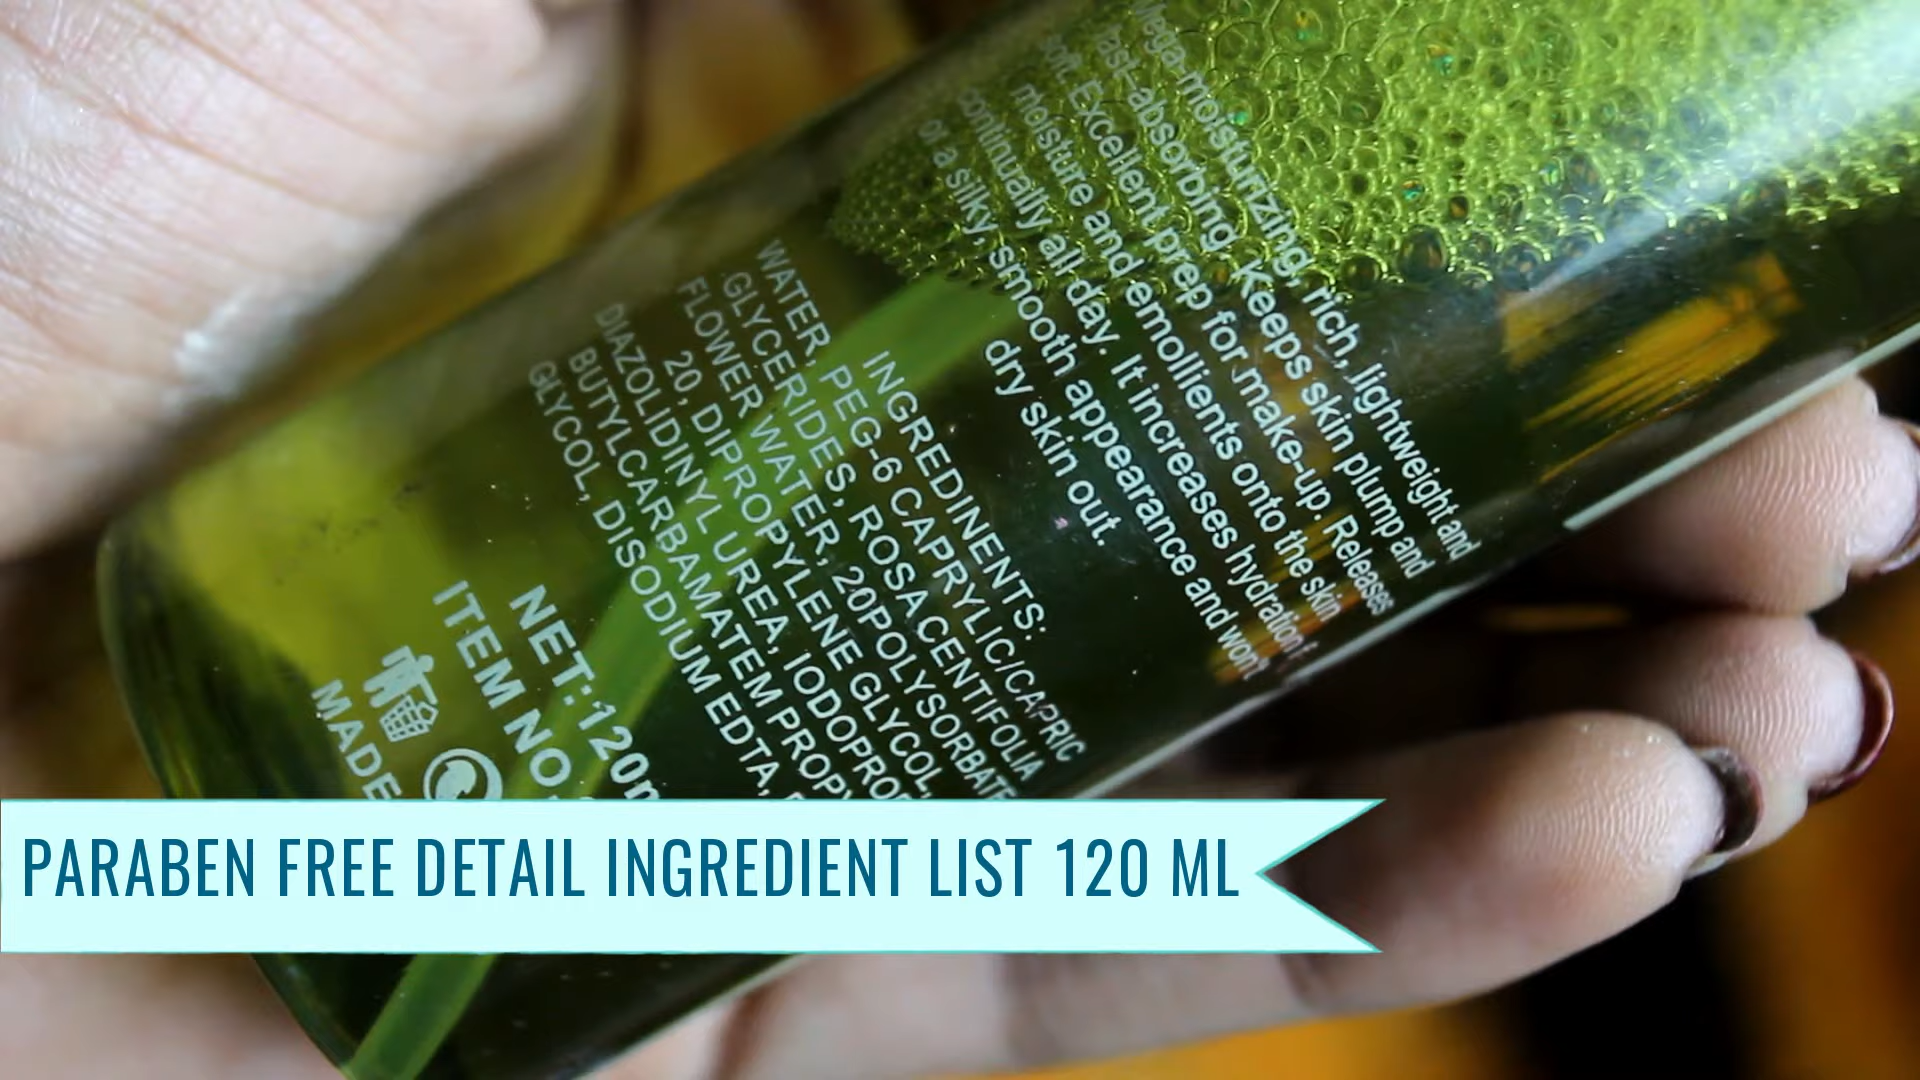 Mega-moisturizing, rich, lightweight and
fast-absorbing. Keeps skin plump and
soft. Excellent prep for make-up. Releases
moisture and emollients onto the skin
continually all-day. It increases hydration
of a silky, smooth appearance and won't
dry skin out.
INGREDINENTS:
WATER, PEG-6 CAPRYLIC/CAPRIC
GLYCERIDES, ROSA CENTIFOLIA
FLOWER WATER, 20POLYSORBATE
20, DIPROPYLENE GLYCOL,
DIAZOLIDINYL UREA, IODOPRO
BUTYLCARBAMATEM PROPY
GLYCOL, DISODIUM EDTA,
NET:120m
ITEM NO
MADE
PARABEN FREE DETAIL INGREDIENT LIST 120 ML